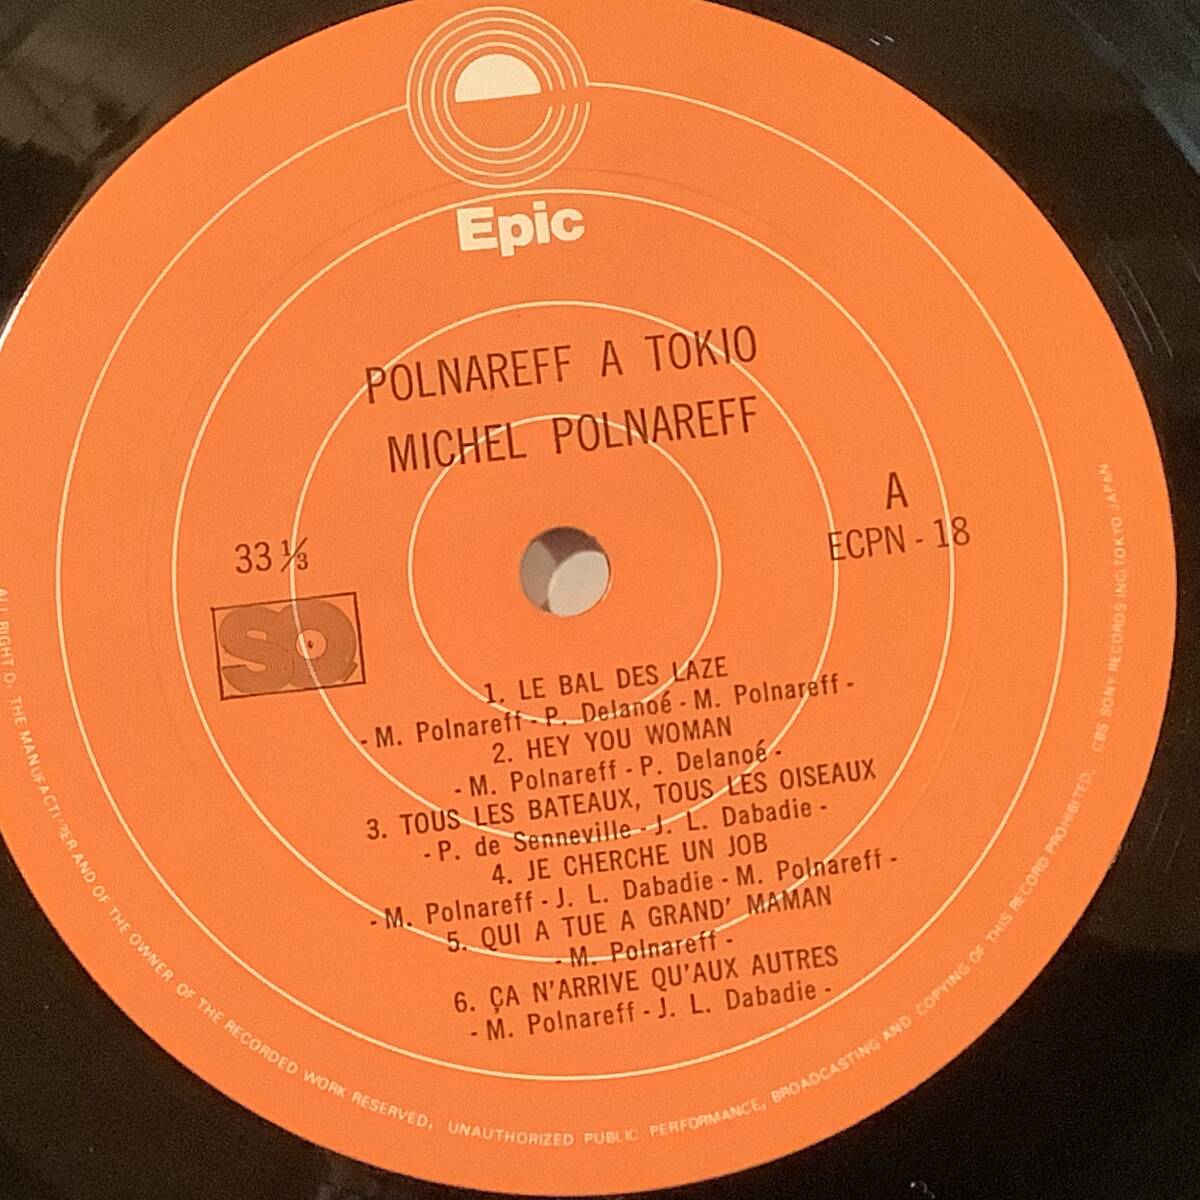 Epic
POLNAREFF A TOKIO
MICHEL POLNAREFF
A
33 ⅓
ECPN - 18
SQ
1. LE BAL DES LAZE
- M. Polnareff - P. Delanoé - M. Polnareff -
2. HEY YOU WOMAN
- M. Polnareff - P. Delanoé -
3. TOUS LES BATEAUX, TOUS LES OISEAUX
- P. de Senneville - J. L. Dabadie -
4. JE CHERCHE UN JOB
- M. Polnareff - J. L. Dabadie - M. Polnareff -
5. QUI A TUE A GRAND' MAMAN
- M. Polnareff -
6. ÇA N'ARRIVE QU'AUX AUTRES
- M. Polnareff - J. L. Dabadie -
ALL RIGHT O. THE MANUFACTURER AND OF THE OWNER OF THE RECORDED WORK RESERVED, UNAUTHORIZED PUBLIC PERFORMANCE, BROADCASTING AND COPYING OF THIS RECORD PROHIBITED. CBS SONY RECORDS INC, TOKYO JAPAN